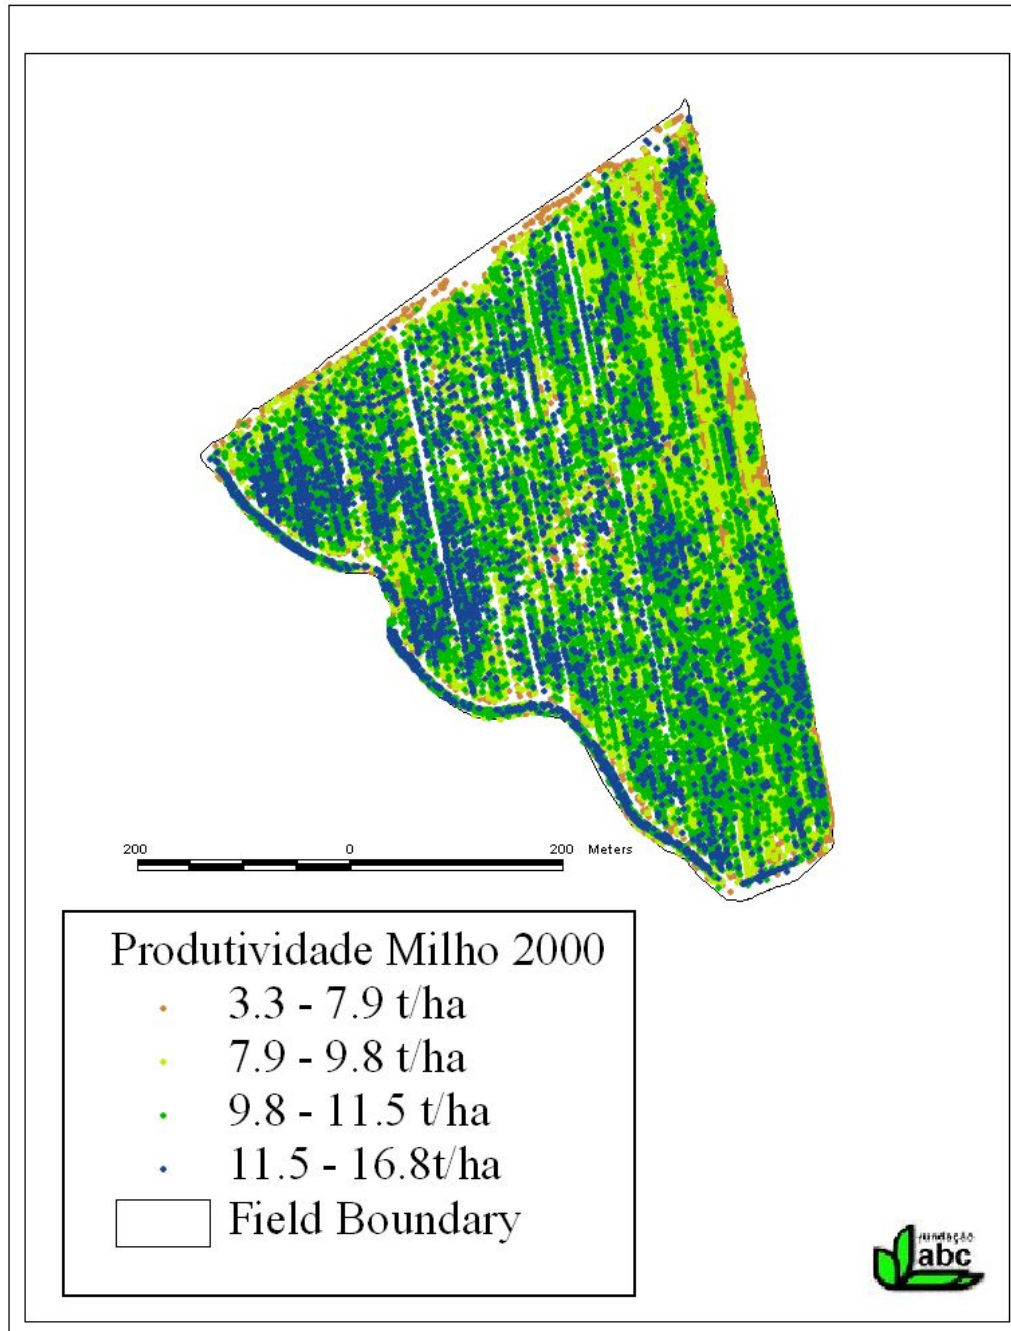 200 0 200 Meters
Produtividade Milho 2000
3.3 - 7.9 t/ha
7.9 - 9.8 t/ha
9.8 - 11.5 t/ha
11.5 - 16.8t/ha
Field Boundary
fundação
abc